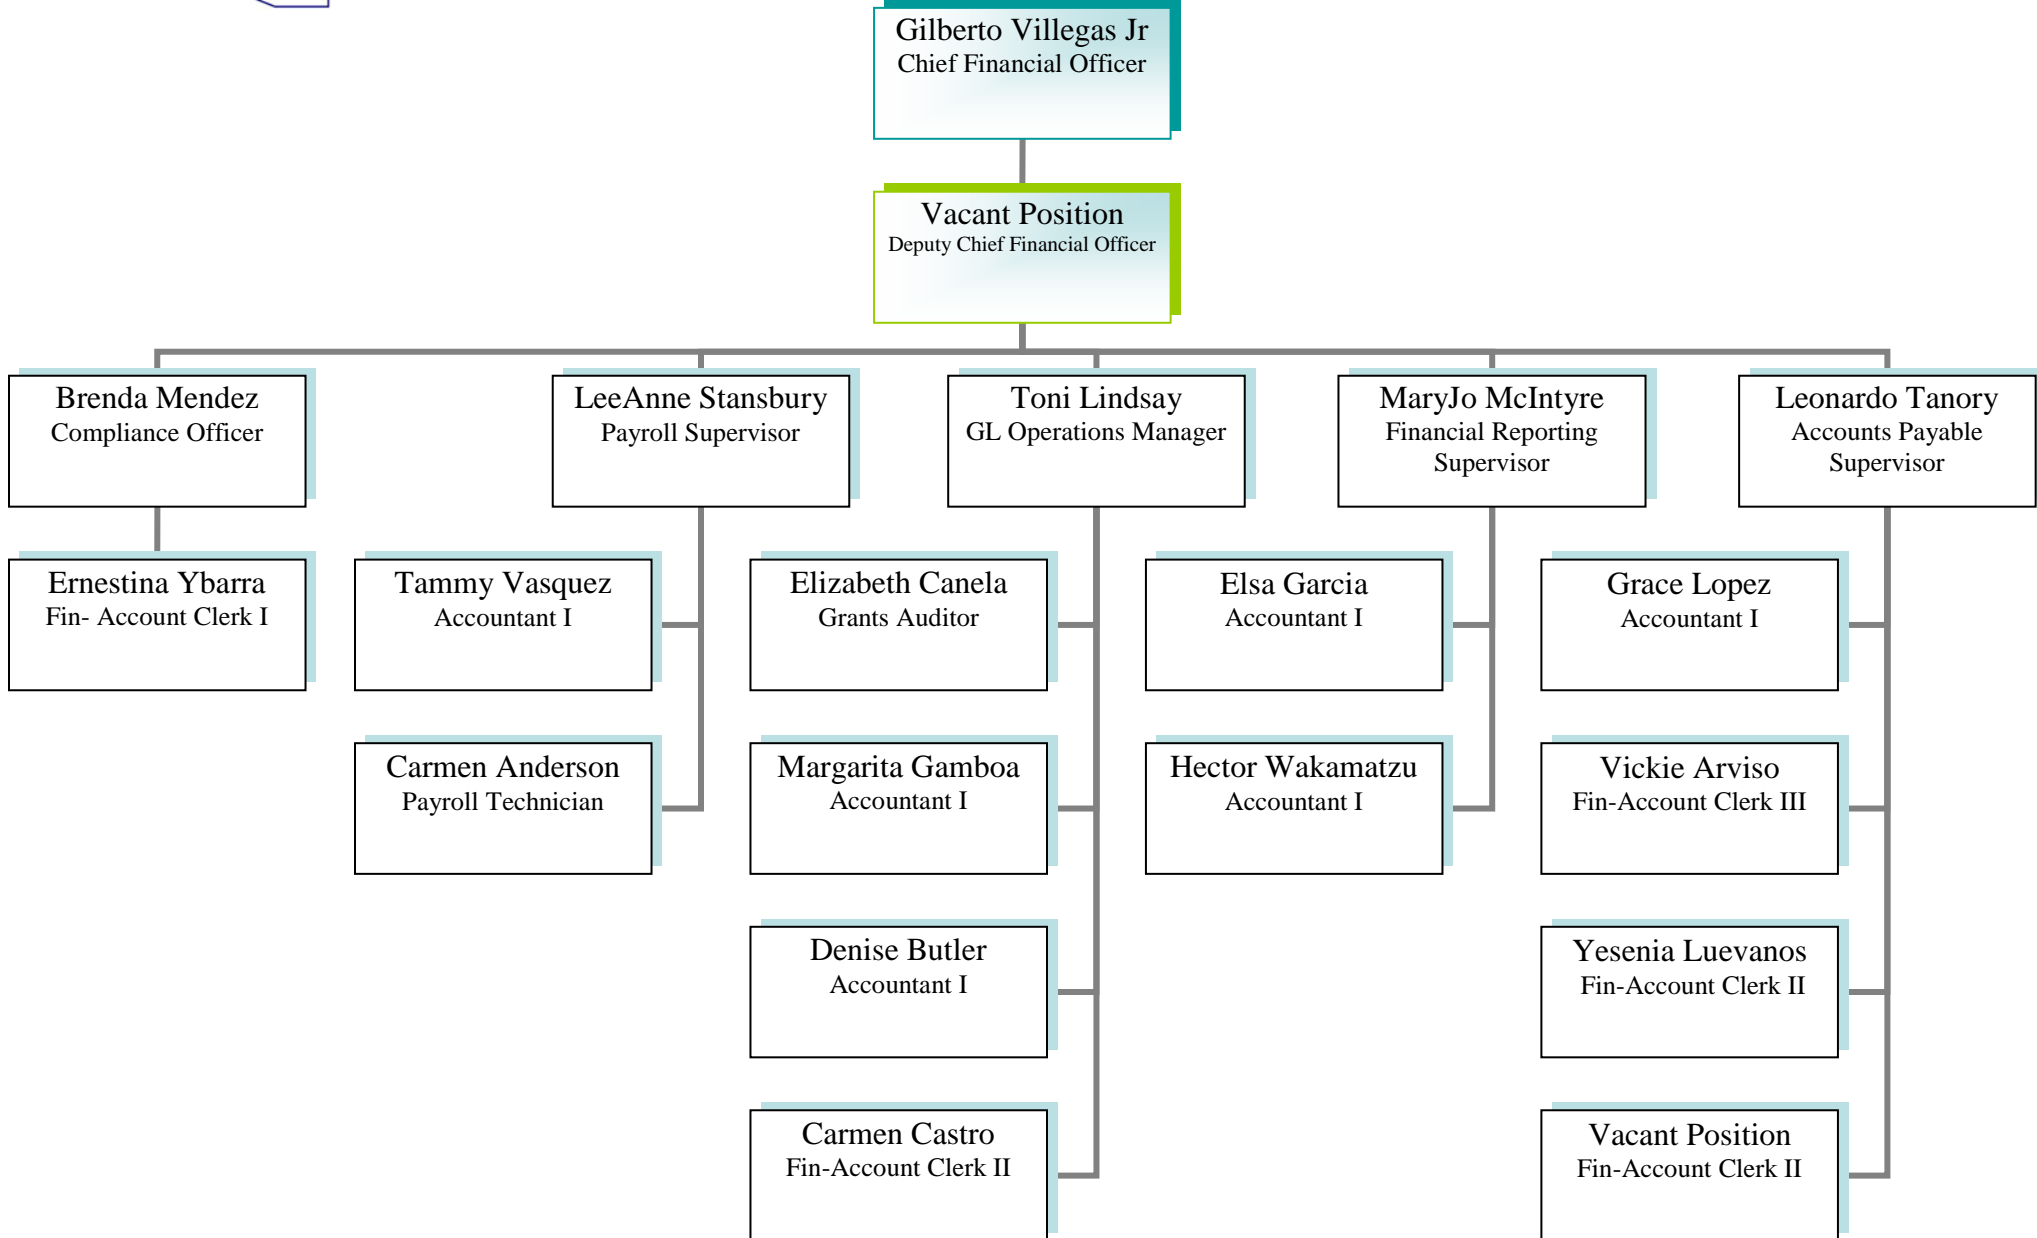 Gilberto Villegas Jr
Chief Financial Officer
Vacant Position
Deputy Chief Financial Officer
Brenda Mendez
Compliance Officer
LeeAnne Stansbury
Payroll Supervisor
Toni Lindsay
GL Operations Manager
MaryJo McIntyre
Financial Reporting
Supervisor
Leonardo Tanory
Accounts Payable
Supervisor
Ernestina Ybarra
Fin- Account Clerk I
Tammy Vasquez
Accountant I
Elizabeth Canela
Grants Auditor
Elsa Garcia
Accountant I
Grace Lopez
Accountant I
Carmen Anderson
Payroll Technician
Margarita Gamboa
Accountant I
Hector Wakamatzu
Accountant I
Vickie Arviso
Fin-Account Clerk III
Denise Butler
Accountant I
Yesenia Luevanos
Fin-Account Clerk II
Carmen Castro
Fin-Account Clerk II
Vacant Position
Fin-Account Clerk II